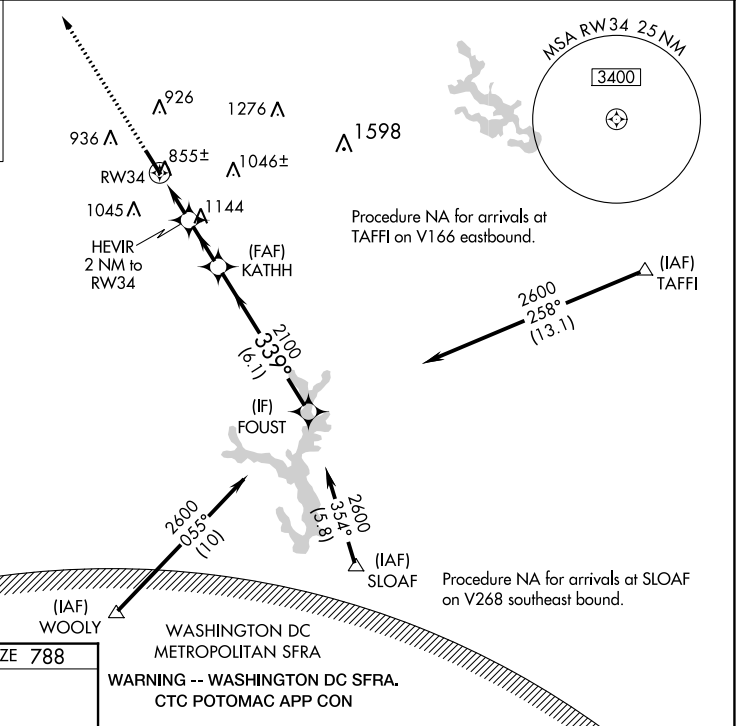 MSA RW34 25 NM
3400
926
1276
1598
936
855±
1046±
RW34
1045
1144
HEVIR
2 NM to
RW34
(FAF)
KATHH
Procedure NA for arrivals at
TAFFI on V166 eastbound.
(IAF)
TAFFI
2600
258°
(13.1)
2100
339°
(6.1)
(IF)
FOUST
2600
055°
(10)
2600
354°
(5.8)
(IAF)
SLOAF
Procedure NA for arrivals at SLOAF
on V268 southeast bound.
(IAF)
WOOLY
WASHINGTON DC
METROPOLITAN SFRA
ZE 788
WARNING -- WASHINGTON DC SFRA.
CTC POTOMAC APP CON